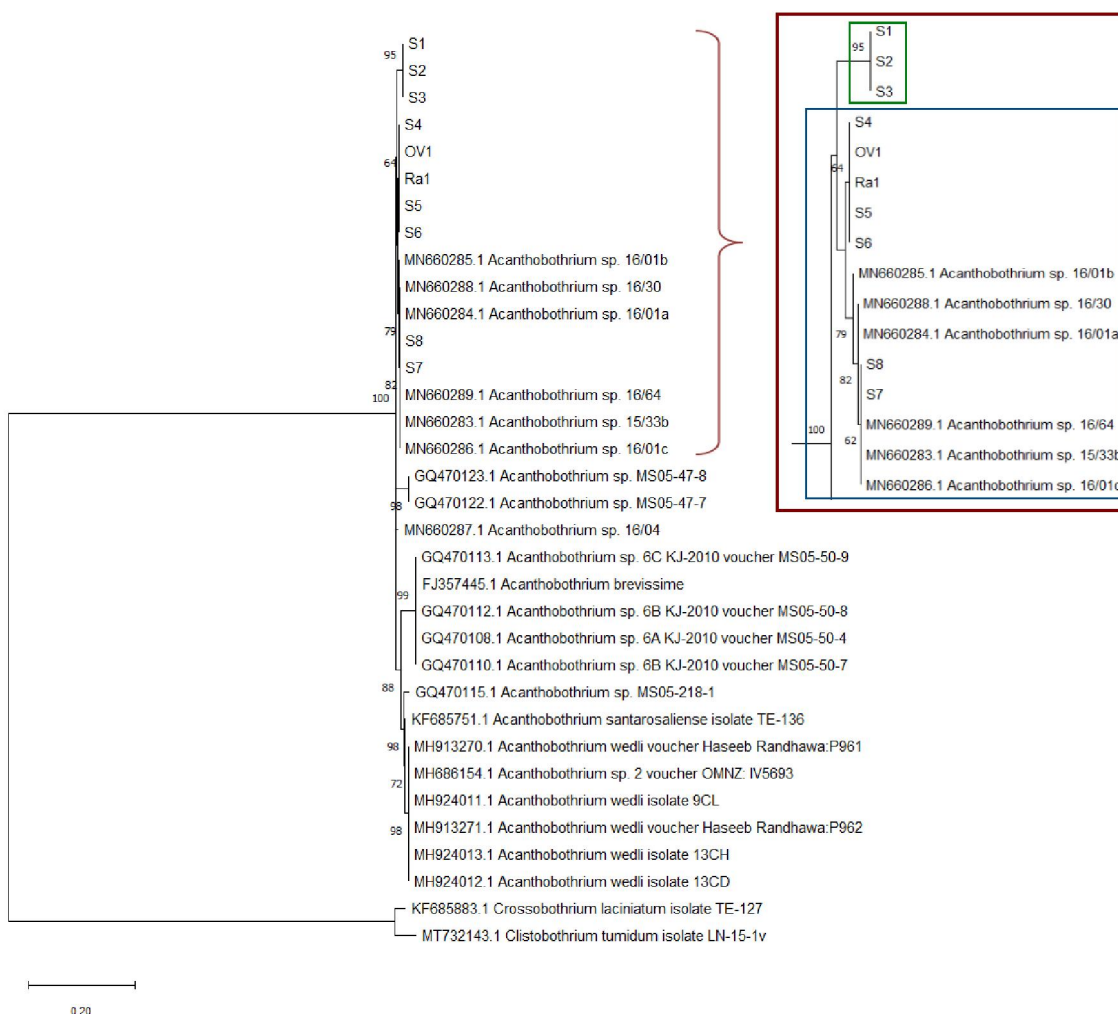 S1
95
S2
S3
S4
OV1
64
Ra1
S5
S6
MN660285.1 Acanthobothrium sp. 16/01b
MN660288.1 Acanthobothrium sp. 16/30
MN660284.1 Acanthobothrium sp. 16/01a
79
S8
S7
82
MN660289.1 Acanthobothrium sp. 16/64
100
MN660283.1 Acanthobothrium sp. 15/33b
MN660286.1 Acanthobothrium sp. 16/01c
GQ470123.1 Acanthobothrium sp. MS05-47-8
98
GQ470122.1 Acanthobothrium sp. MS05-47-7
MN660287.1 Acanthobothrium sp. 16/04
GQ470113.1 Acanthobothrium sp. 6C KJ-2010 voucher MS05-50-9
FJ357445.1 Acanthobothrium brevissime
99
GQ470112.1 Acanthobothrium sp. 6B KJ-2010 voucher MS05-50-8
GQ470108.1 Acanthobothrium sp. 6A KJ-2010 voucher MS05-50-4
GQ470110.1 Acanthobothrium sp. 6B KJ-2010 voucher MS05-50-7
88
GQ470115.1 Acanthobothrium sp. MS05-218-1
KF685751.1 Acanthobothrium santarosaliense isolate TE-136
98
MH913270.1 Acanthobothrium wedli voucher Haseeb Randhawa:P961
MH686154.1 Acanthobothrium sp. 2 voucher OMNZ: IV5693
72
MH924011.1 Acanthobothrium wedli isolate 9CL
MH913271.1 Acanthobothrium wedli voucher Haseeb Randhawa:P962
98
MH924013.1 Acanthobothrium wedli isolate 13CH
MH924012.1 Acanthobothrium wedli isolate 13CD
KF685883.1 Crossobothrium laciniatum isolate TE-127
MT732143.1 Clistobothrium tumidum isolate LN-15-1v
0.20
S1
95
S2
S3
S4
OV1
64
Ra1
S5
S6
MN660285.1 Acanthobothrium sp. 16/01b
MN660288.1 Acanthobothrium sp. 16/30
79
MN660284.1 Acanthobothrium sp. 16/01a
S8
82
S7
MN660289.1 Acanthobothrium sp. 16/64
100
62
MN660283.1 Acanthobothrium sp. 15/33b
MN660286.1 Acanthobothrium sp. 16/01c